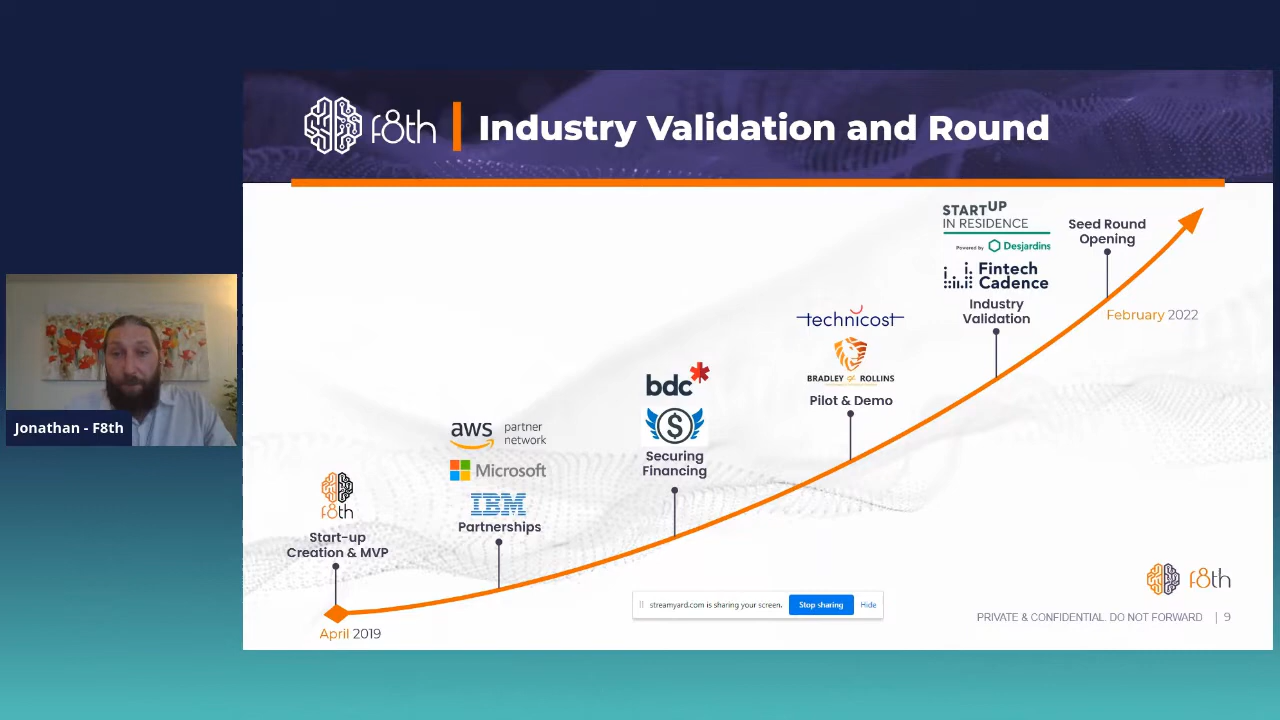 f8th
Industry Validation and Round
STARTUP
IN RESIDENCE
Powered by Desjardins
Fintech
Cadence
Industry
Validation
Seed Round
Opening
February 2022
technicost
BRADLEY & ROLLINS
Pilot & Demo
bdc
$
Securing
Financing
aws partner
network
Microsoft
IBM
Partnerships
f8th
Start-up
Creation & MVP
April 2019
Jonathan - F8th
streamyard.com is sharing your screen. Stop sharing Hide
f8th
PRIVATE & CONFIDENTIAL. DO NOT FORWARD | 9